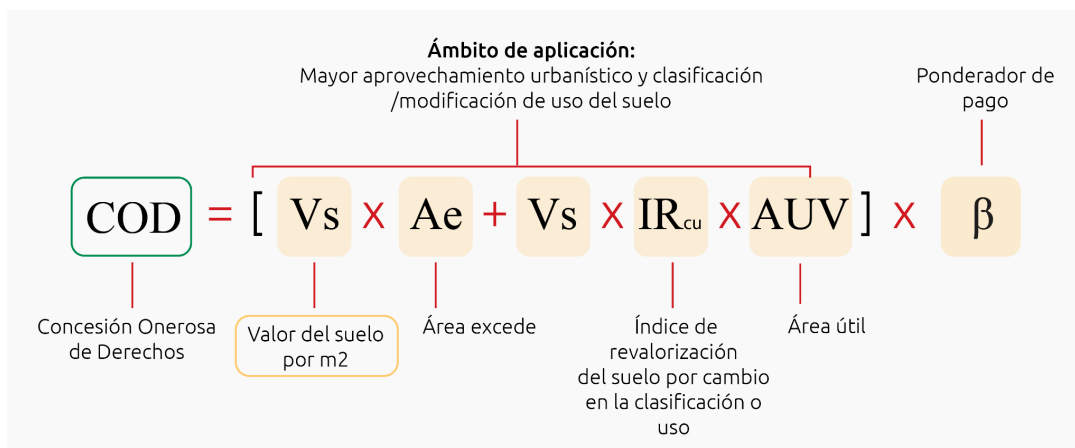 Ámbito de aplicación:
Mayor aprovechamiento urbanístico y clasificación
/modificación de uso del suelo
Ponderador de
pago
COD = [ Vs x Ae + Vs x IRcu x AUV ] x β
Concesión Onerosa
de Derechos
Valor del suelo
por m2
Área excede
Índice de
revalorización
del suelo por cambio
en la clasificación o
uso
Área útil